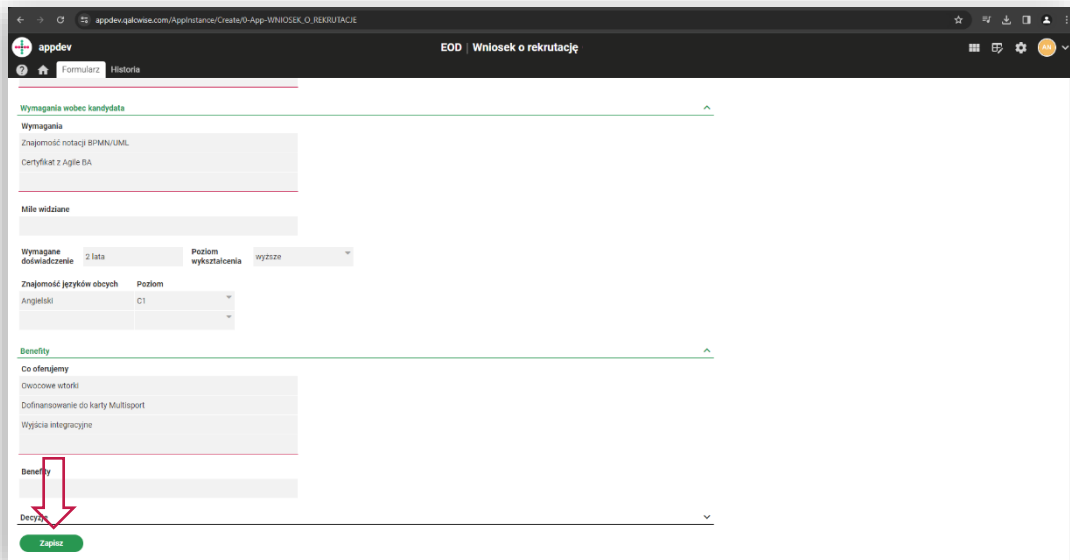 appdev.qalcwise.com/AppInstance/Create/0-App-WNIOSEK_O_REKRUTACJE
appdev
EOD | Wniosek o rekrutację
AN
Formularz Historia
Wymagania wobec kandydata
Wymagania
Znajomość notacji BPMN/UML
Certyfikat z Agile BA
Mile widziane
Wymagane doświadczenie 2 lata Poziom wykształcenia wyższe
Znajomość języków obcych Poziom
Angielski C1
Benefity
Co oferujemy
Owocowe wtorki
Dofinansowanie do karty Multisport
Wyjścia integracyjne
Benefity
Decyzje
Zapisz